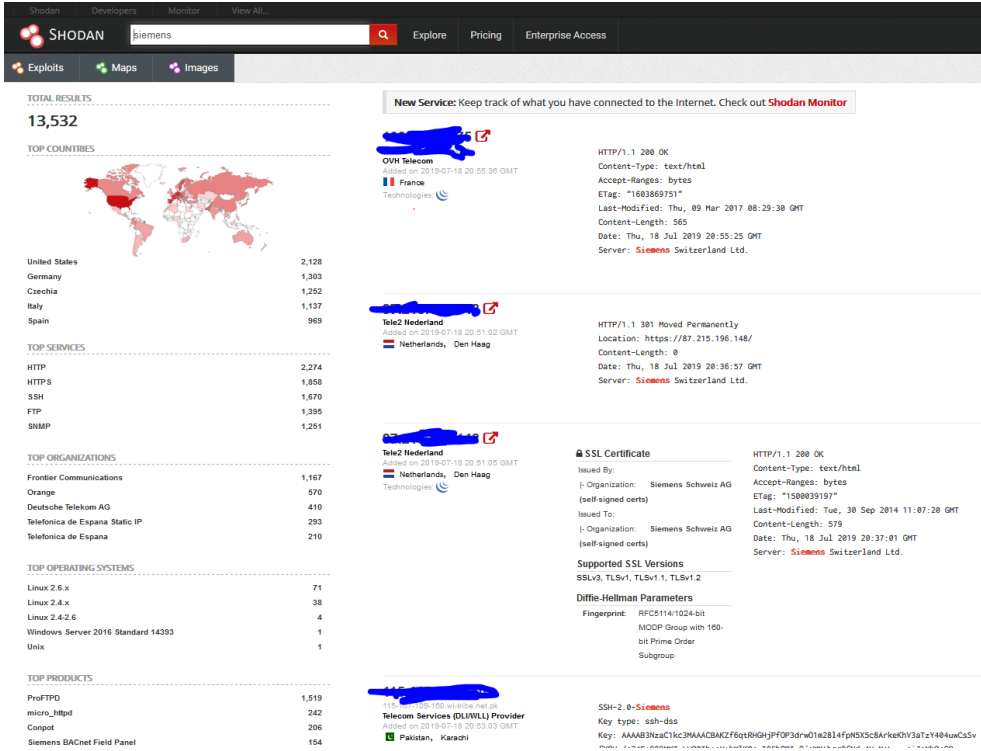 Shodan Developers Monitor View All...
SHODAN siemens Explore Pricing Enterprise Access
Exploits Maps Images
TOTAL RESULTS
13,532
TOP COUNTRIES
United States 2,128
Germany 1,303
Czechia 1,252
Italy 1,137
Spain 969
TOP SERVICES
HTTP 2,274
HTTPS 1,858
SSH 1,670
FTP 1,395
SNMP 1,251
TOP ORGANIZATIONS
Frontier Communications 1,167
Orange 570
Deutsche Telekom AG 410
Telefonica de Espana Static IP 293
Telefonica de Espana 210
TOP OPERATING SYSTEMS
Linux 2.6.x 71
Linux 2.4.x 38
Linux 2.4-2.6 4
Windows Server 2016 Standard 14393 1
Unix 1
TOP PRODUCTS
ProFTPD 1,519
micro_httpd 242
Conpot 206
Siemens BACnet Field Panel 154
New Service: Keep track of what you have connected to the Internet. Check out Shodan Monitor
OVH Telecom
Added on 2019-07-18 20:55:36 GMT
France
Technologies:
HTTP/1.1 200 OK
Content-Type: text/html
Accept-Ranges: bytes
ETag: "1603869751"
Last-Modified: Thu, 09 Mar 2017 08:29:30 GMT
Content-Length: 565
Date: Thu, 18 Jul 2019 20:55:25 GMT
Server: Siemens Switzerland Ltd.
Tele2 Nederland
Added on 2019-07-18 20:51:02 GMT
Netherlands, Den Haag
HTTP/1.1 301 Moved Permanently
Location: https://87.215.196.148/
Content-Length: 0
Date: Thu, 18 Jul 2019 20:36:57 GMT
Server: Siemens Switzerland Ltd.
Tele2 Nederland
Added on 2019-07-18 20:51:05 GMT
Netherlands, Den Haag
Technologies:
SSL Certificate
Issued By:
|- Organization: Siemens Schweiz AG
(self-signed certs)
Issued To:
|- Organization: Siemens Schweiz AG
(self-signed certs)
Supported SSL Versions
SSLv3, TLSv1, TLSv1.1, TLSv1.2
Diffie-Hellman Parameters
Fingerprint: RFC5114/1024-bit
MODP Group with 160-
bit Prime Order
Subgroup
HTTP/1.1 200 OK
Content-Type: text/html
Accept-Ranges: bytes
ETag: "1500039197"
Last-Modified: Tue, 30 Sep 2014 11:07:20 GMT
Content-Length: 579
Date: Thu, 18 Jul 2019 20:37:01 GMT
Server: Siemens Switzerland Ltd.
Telecom Services (DLI/WLL) Provider
Added on 2019-07-18 20:53:03 GMT
Pakistan, Karachi
SSH-2.0-Siemens
Key type: ssh-dss